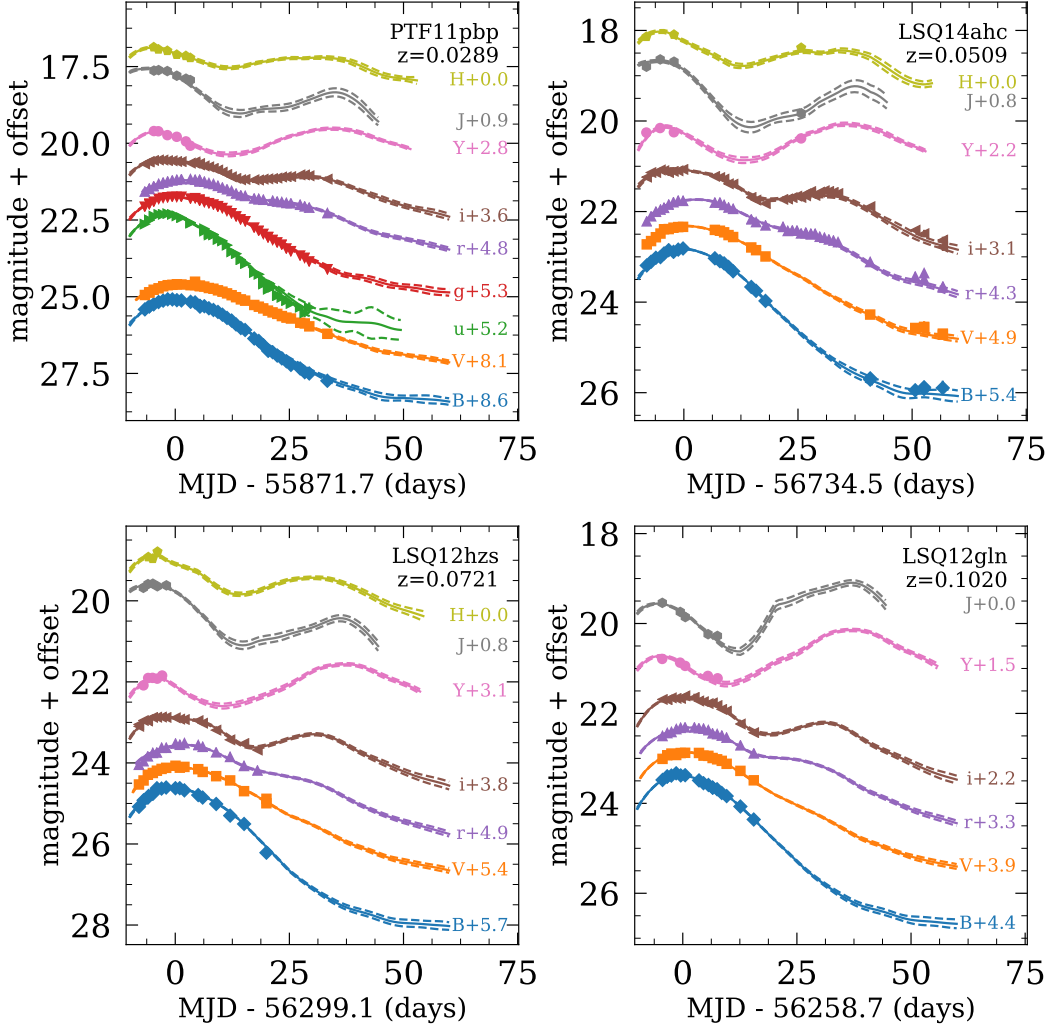 PTF11pbp
z=0.0289
17.5
20.0
22.5
25.0
27.5
magnitude + offset
H+0.0
J+0.9
Y+2.8
i+3.6
r+4.8
g+5.3
u+5.2
V+8.1
B+8.6
0
25
50
75
MJD - 55871.7 (days)
LSQ14ahc
z=0.0509
18
20
22
24
26
magnitude + offset
H+0.0
J+0.8
Y+2.2
i+3.1
r+4.3
V+4.9
B+5.4
0
25
50
75
MJD - 56734.5 (days)
LSQ12hzs
z=0.0721
20
22
24
26
28
magnitude + offset
H+0.0
J+0.8
Y+3.1
i+3.8
r+4.9
V+5.4
B+5.7
0
25
50
75
MJD - 56299.1 (days)
LSQ12gln
z=0.1020
18
20
22
24
26
magnitude + offset
J+0.0
Y+1.5
i+2.2
r+3.3
V+3.9
B+4.4
0
25
50
75
MJD - 56258.7 (days)